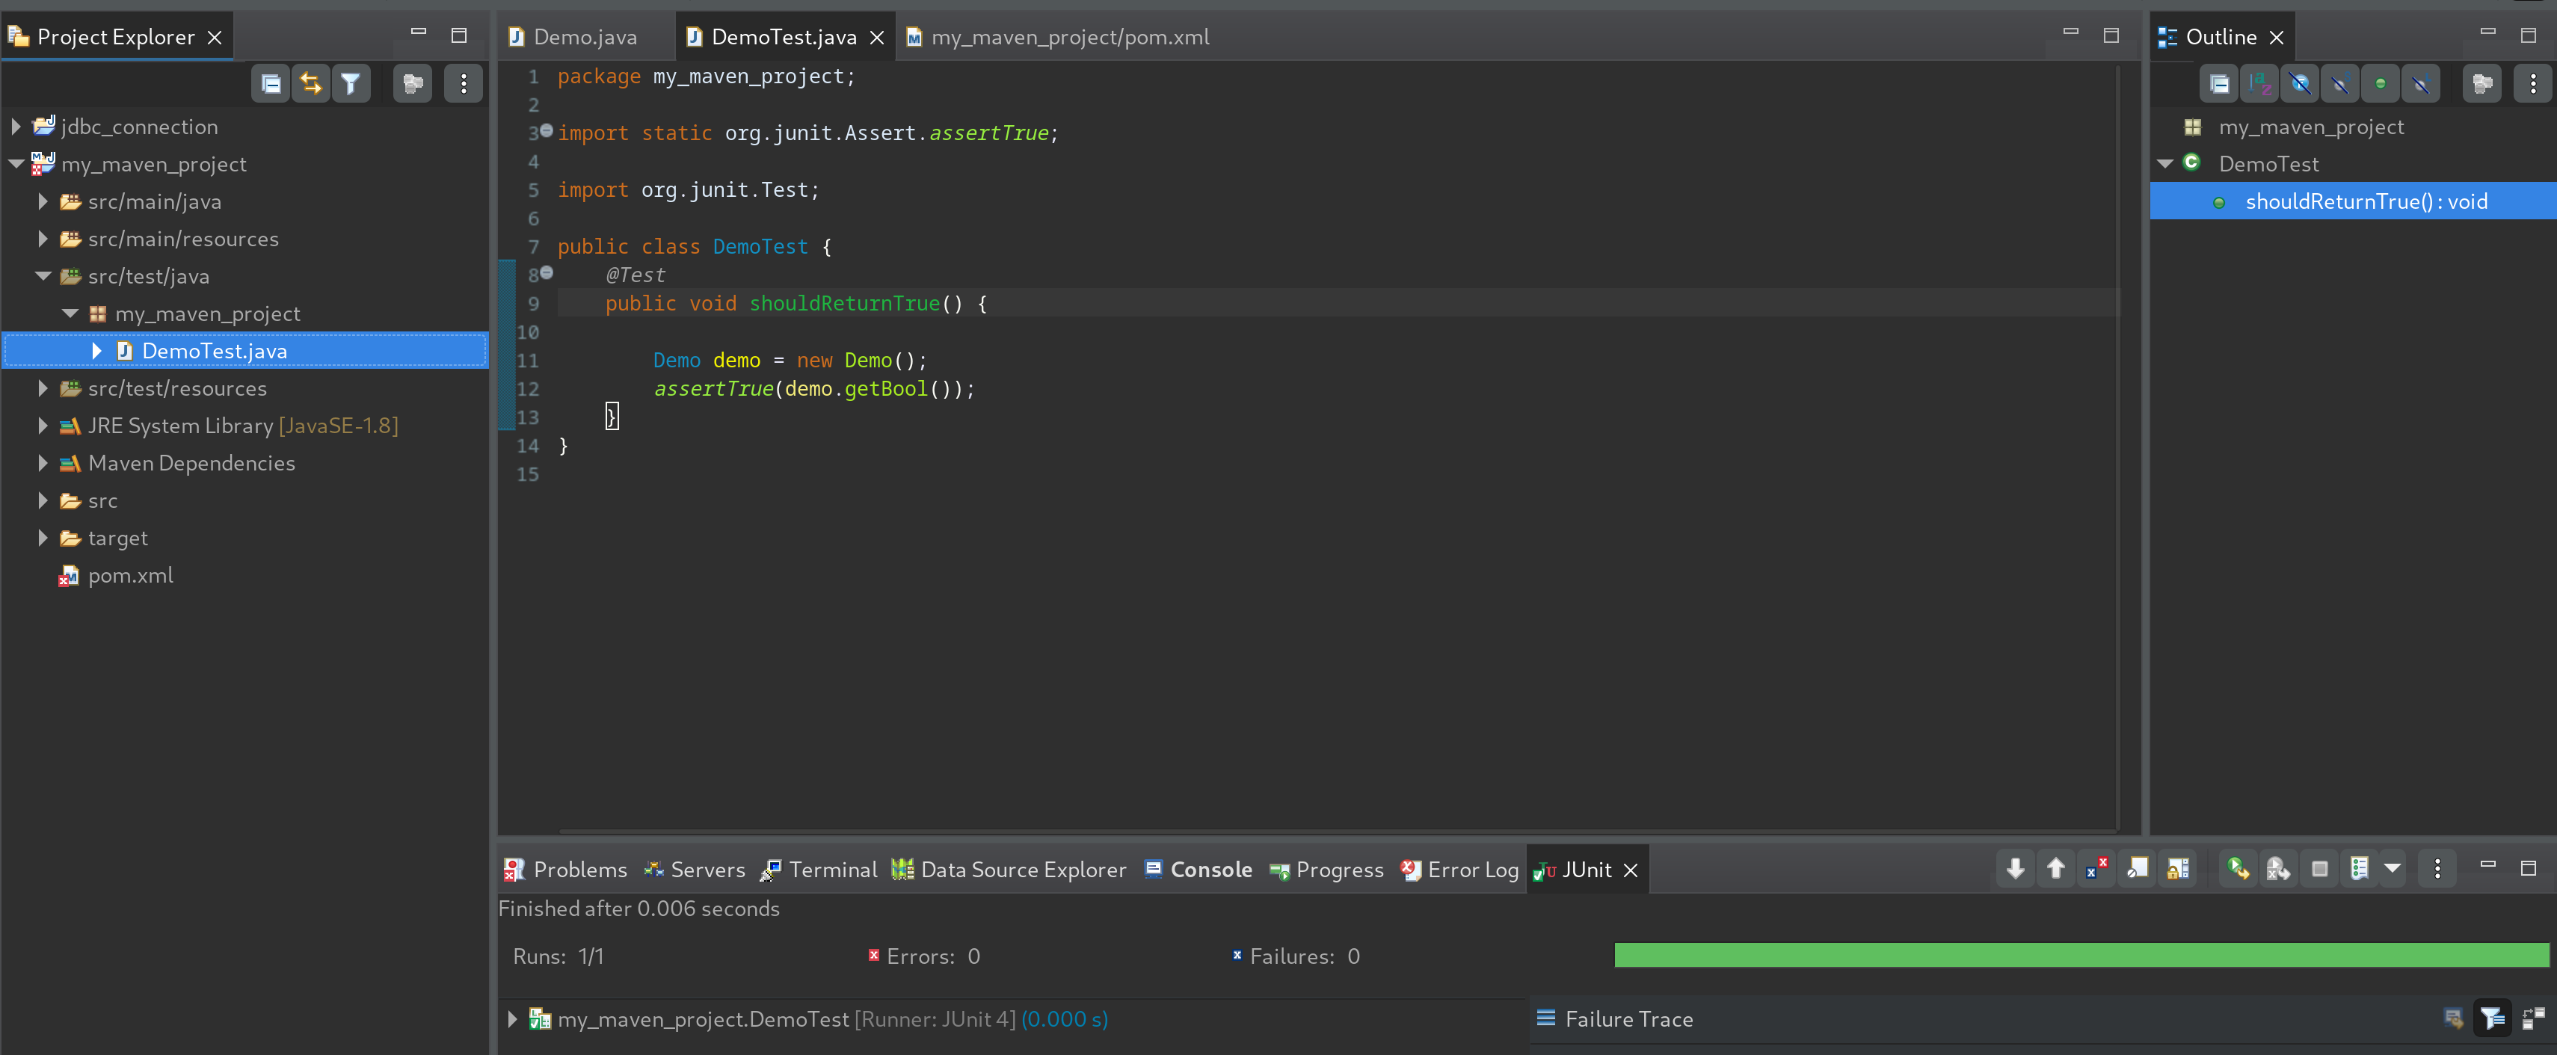 Project Explorer
jdbc_connection
my_maven_project
src/main/java
src/main/resources
src/test/java
my_maven_project
DemoTest.java
src/test/resources
JRE System Library [JavaSE-1.8]
Maven Dependencies
src
target
pom.xml
Demo.java
DemoTest.java
my_maven_project/pom.xml
1 package my_maven_project;
2
3 import static org.junit.Assert.assertTrue;
4
5 import org.junit.Test;
6
7 public class DemoTest {
8 @Test
9 public void shouldReturnTrue() {
10
11 Demo demo = new Demo();
12 assertTrue(demo.getBool());
13 }
14 }
15
Outline
my_maven_project
DemoTest
shouldReturnTrue() : void
Problems
Servers
Terminal
Data Source Explorer
Console
Progress
Error Log
JUnit
Finished after 0.006 seconds
Runs: 1/1
Errors: 0
Failures: 0
my_maven_project.DemoTest [Runner: JUnit 4] (0.000 s)
Failure Trace